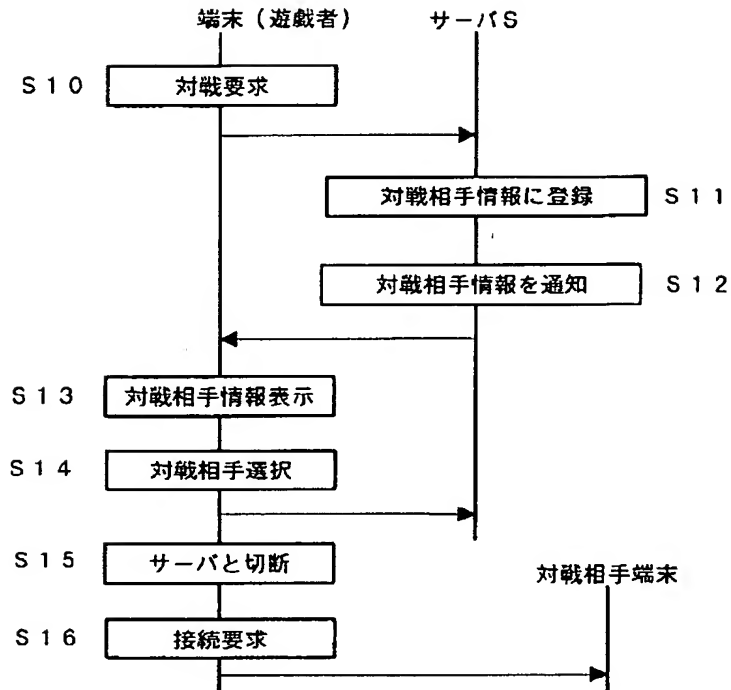 端末(遊戯者) サーバS
S10 対戦要求
対戦相手情報に登録 S11
対戦相手情報を通知 S12
S13 対戦相手情報表示
S14 対戦相手選択
S15 サーバと切断
対戦相手端末
S16 接続要求